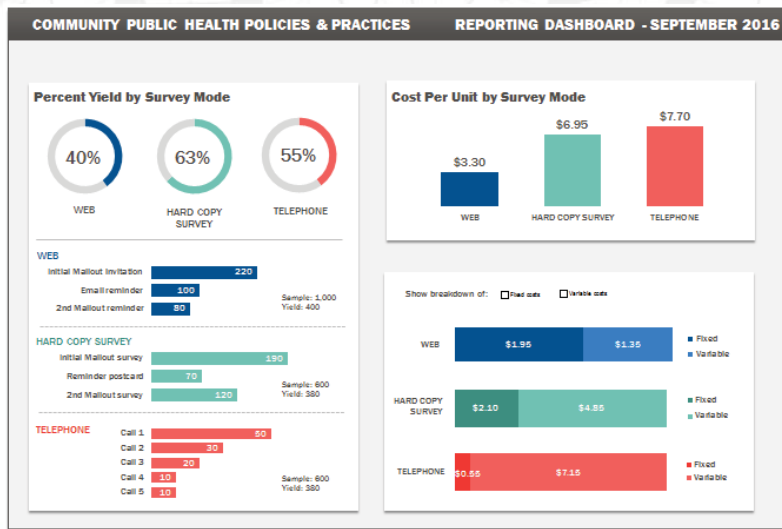 COMMUNITY PUBLIC HEALTH POLICIES & PRACTICES
REPORTING DASHBOARD - SEPTEMBER 2016
Percent Yield by Survey Mode
40%
63%
55%
WEB
HARD COPY
SURVEY
TELEPHONE
WEB
Initial Mailout Invitation
220
Email reminder
100
2nd Mailout reminder
80
Sample: 1,000
Yield: 400
HARD COPY SURVEY
Initial Mailout survey
190
Reminder postcard
70
2nd Mailout survey
120
Sample: 600
Yield: 380
TELEPHONE
Call 1
50
Call 2
30
Call 3
20
Call 4
10
Call 5
10
Sample: 600
Yield: 380
Cost Per Unit by Survey Mode
$3.30
$6.95
$7.70
WEB
HARD COPY SURVEY
TELEPHONE
Show breakdown of:
Fixed costs
Variable costs
WEB
$1.95
$1.35
Fixed
Variable
HARD COPY
SURVEY
$2.10
$4.85
Fixed
Variable
TELEPHONE
$0.55
$7.15
Fixed
Variable